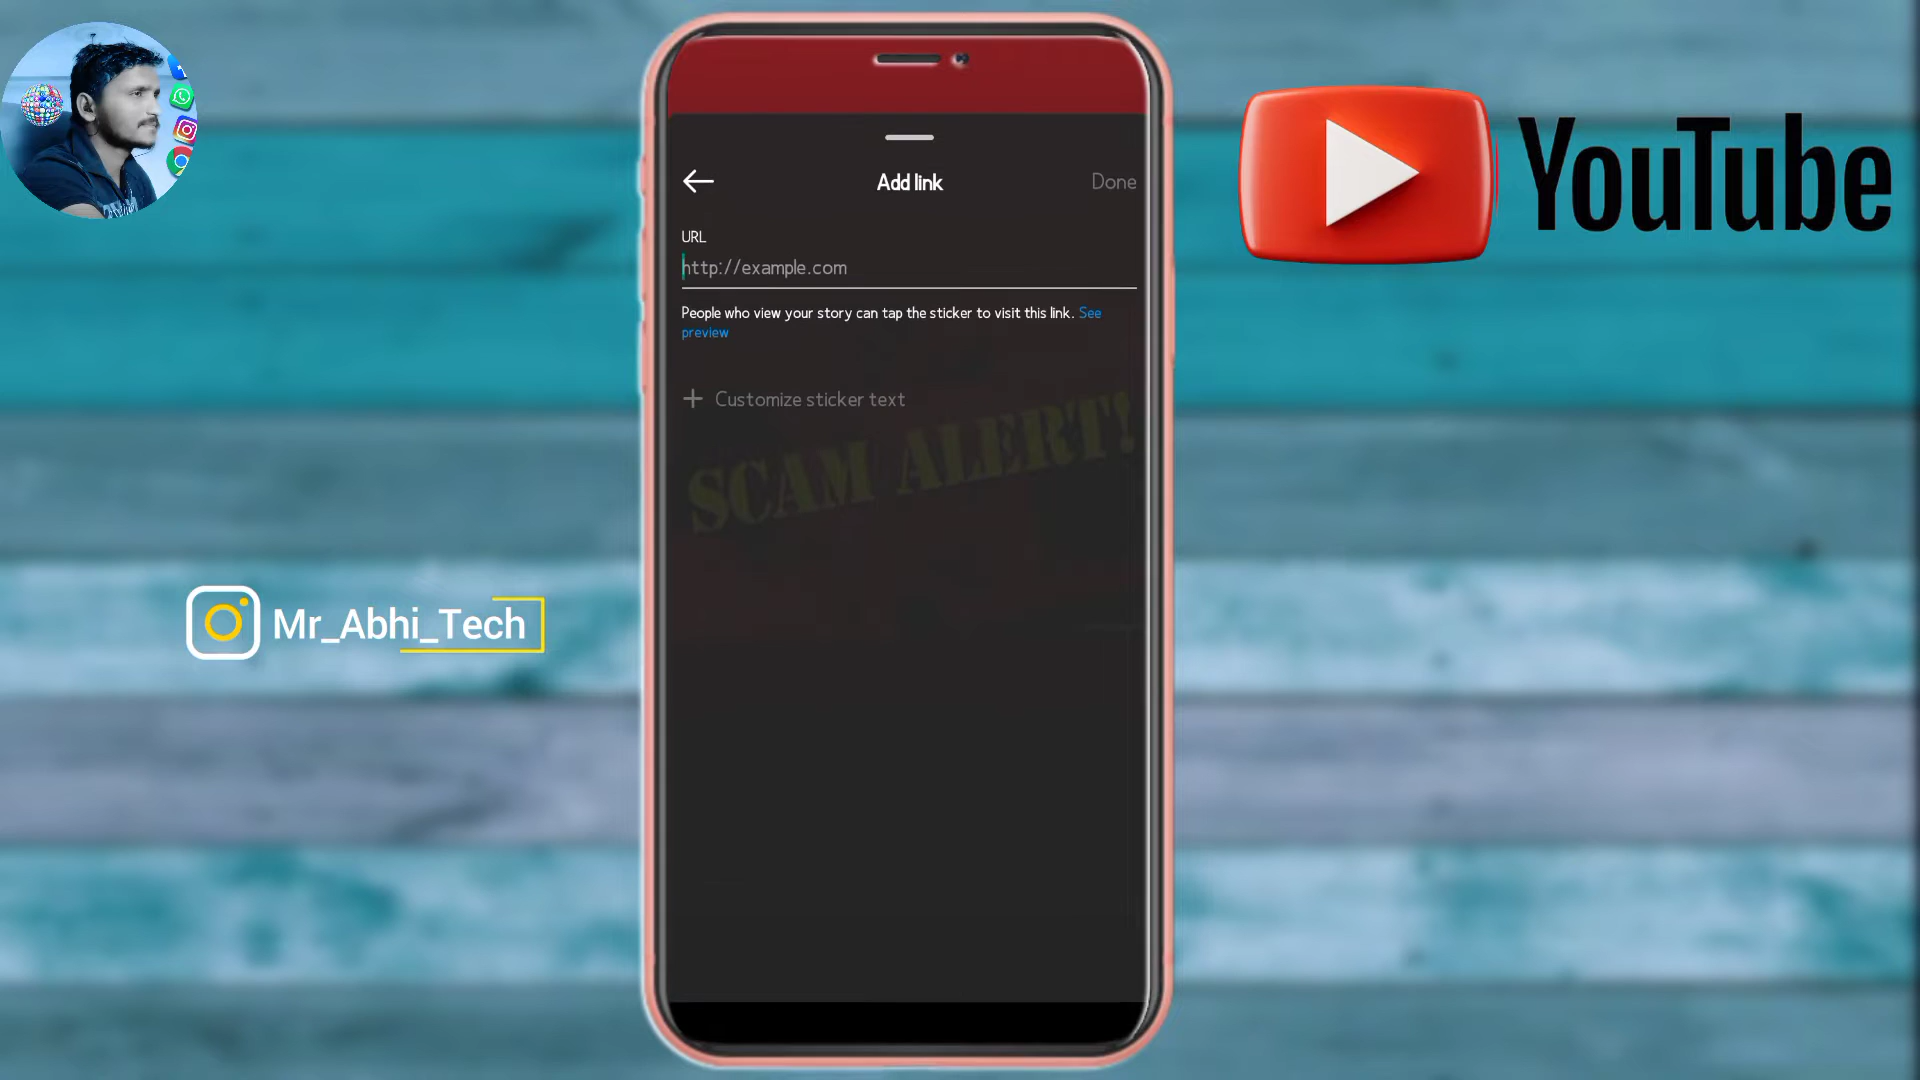 YouTube
Add link
Done
URL
http://example.com
People who view your story can tap the sticker to visit this link. See
preview
Customize sticker text
SCAM ALERT!
Mr_Abhi_Tech